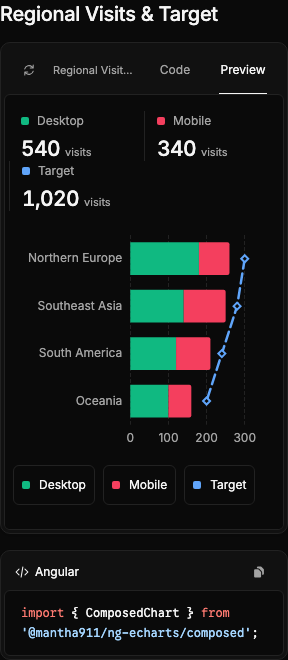 Regional Visits & Target
Regional Visit... Code Preview
Desktop
540 visits
Mobile
340 visits
Target
1,020 visits
Northern Europe
Southeast Asia
South America
Oceania
0 100 200 300
Desktop Mobile Target
</> Angular
import { ComposedChart } from
'@mantha911/ng-echarts/composed';